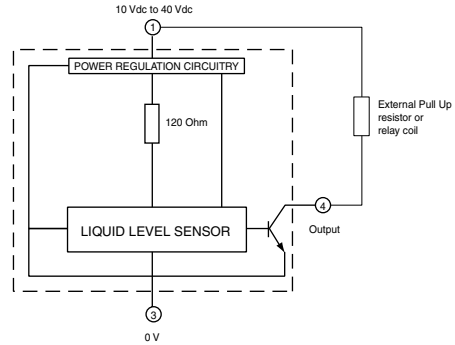 10 Vdc to 40 Vdc
1
POWER REGULATION CIRCUITRY
120 Ohm
External Pull Up
resistor or
relay coil
4
LIQUID LEVEL SENSOR
Output
3
0 V